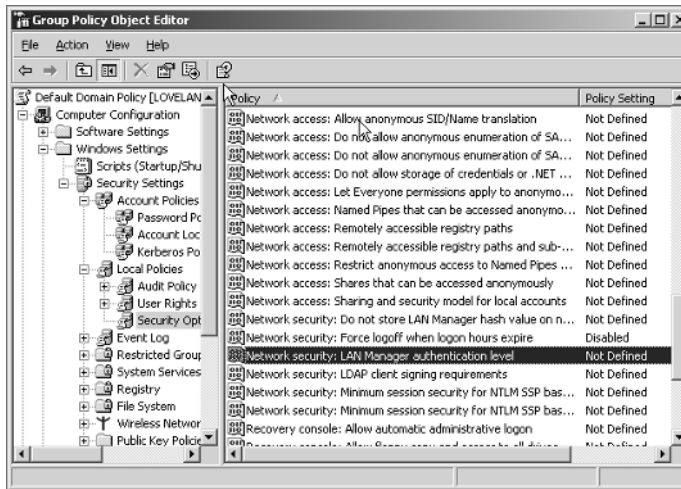 Group Policy Object Editor
File Action View Help
Default Domain Policy [LOVELAN
Computer Configuration
Software Settings
Windows Settings
Scripts (Startup/Shu
Security Settings
Account Policies
Password Po
Account Loc
Kerberos Po
Local Policies
Audit Policy
User Rights
Security Opt
Event Log
Restricted Group
System Services
Registry
File System
Wireless Networ
Public Key Policie
Policy Policy Setting
Network access: Allow anonymous SID/Name translation Not Defined
Network access: Do not allow anonymous enumeration of SA... Not Defined
Network access: Do not allow anonymous enumeration of SA... Not Defined
Network access: Do not allow storage of credentials or .NET ... Not Defined
Network access: Let Everyone permissions apply to anonymo... Not Defined
Network access: Named Pipes that can be accessed anonymo... Not Defined
Network access: Remotely accessible registry paths Not Defined
Network access: Remotely accessible registry paths and sub-... Not Defined
Network access: Restrict anonymous access to Named Pipes ... Not Defined
Network access: Shares that can be accessed anonymously Not Defined
Network access: Sharing and security model for local accounts Not Defined
Network security: Do not store LAN Manager hash value on n... Not Defined
Network security: Force logoff when logon hours expire Disabled
Network security: LAN Manager authentication level Not Defined
Network security: LDAP client signing requirements Not Defined
Network security: Minimum session security for NTLM SSP bas... Not Defined
Network security: Minimum session security for NTLM SSP bas... Not Defined
Recovery console: Allow automatic administrative logon Not Defined
Recovery console: Allow floppy copy and access to all drives Not Defined